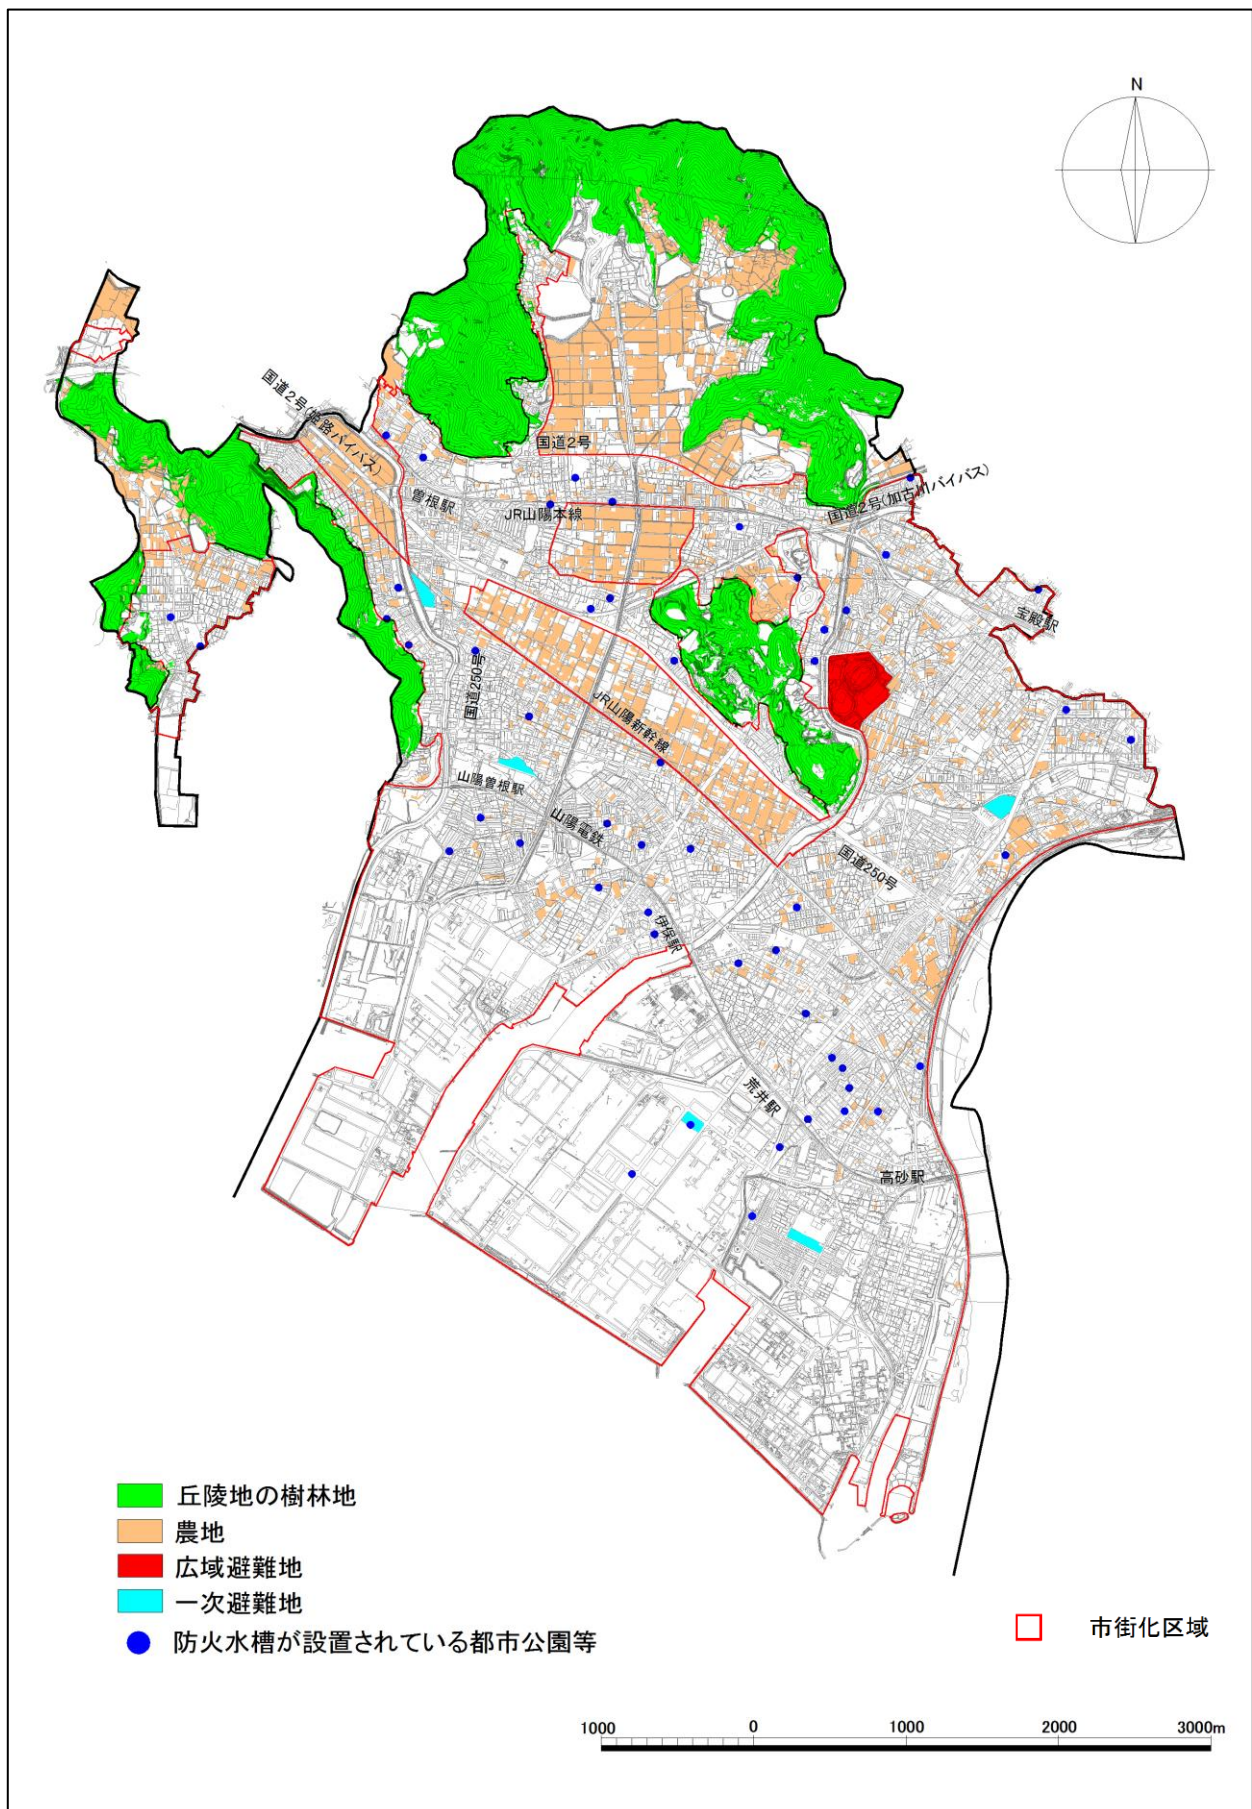 N
国道2号(姫路バイパス)
国道2号
曽根駅
JR山陽本線
国道2号(加古川バイパス)
宝殿駅
国道250号
JR山陽新幹線
山陽曽根駅
山陽電鉄
国道250号
伊保駅
荒井駅
高砂駅
丘陵地の樹林地
農地
広域避難地
一次避難地
防火水槽が設置されている都市公園等
市街化区域
1000 0 1000 2000 3000m